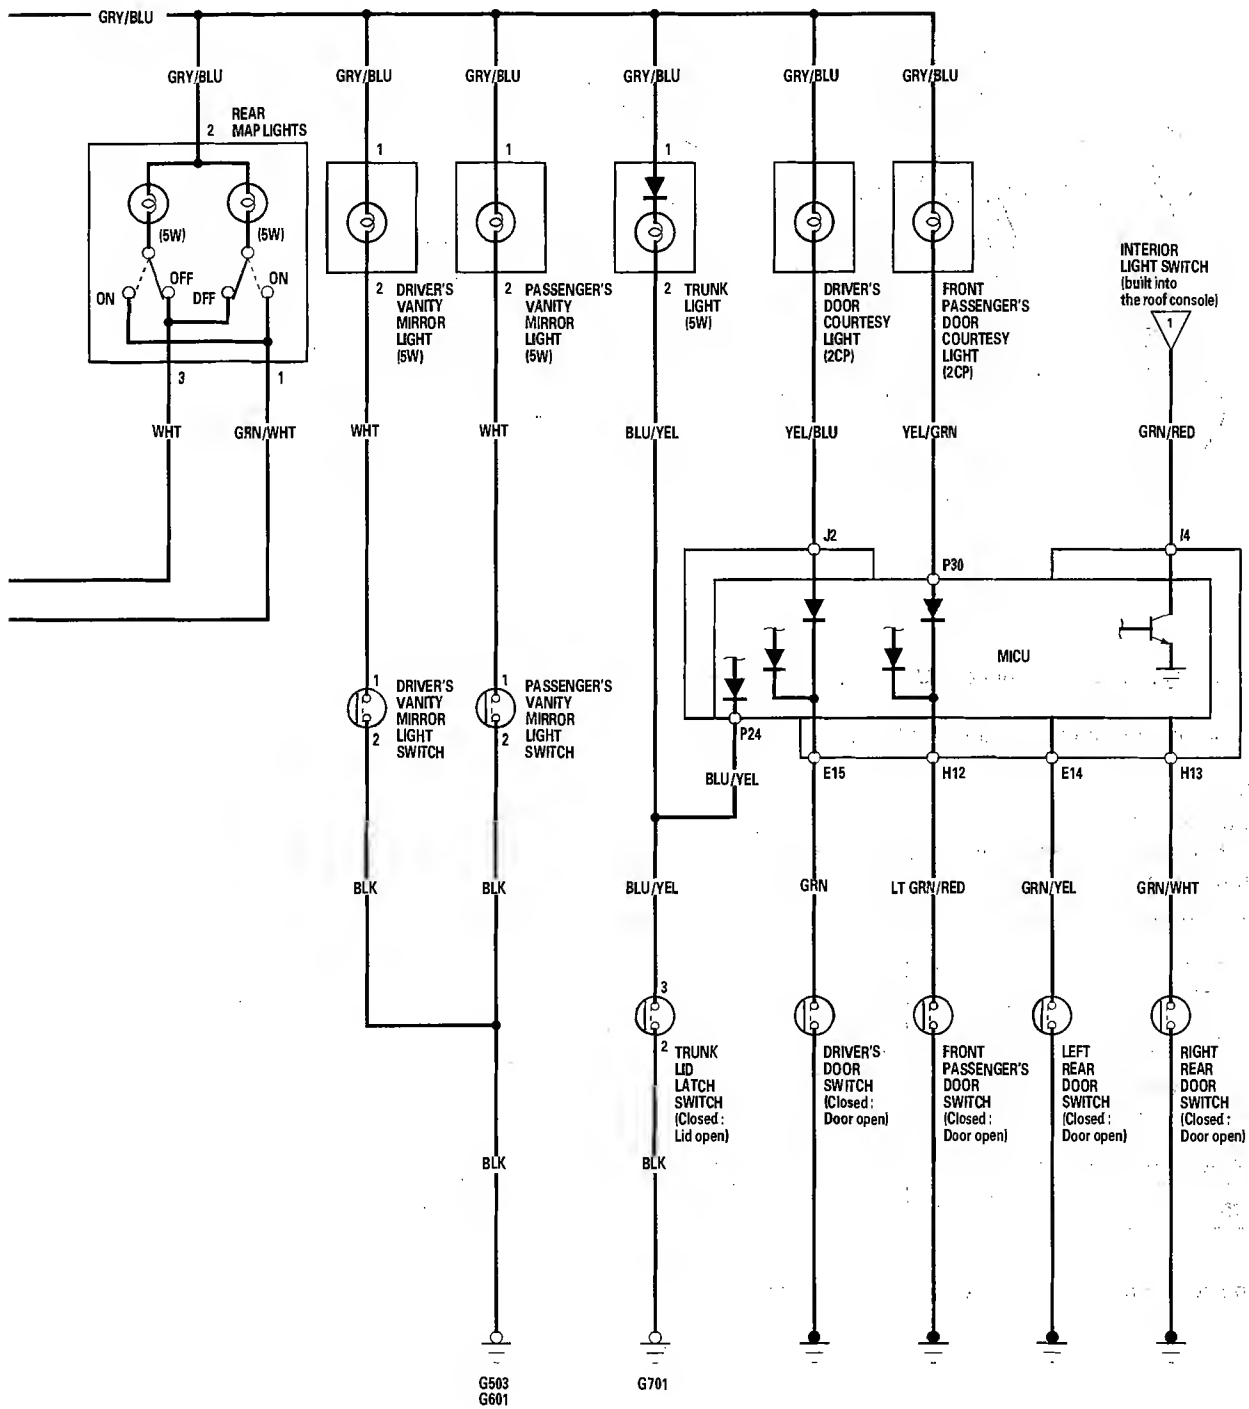 GRY/BLU
GRY/BLU
GRY/BLU
GRY/BLU
GRY/BLU
GRY/BLU
GRY/BLU
2
REAR
MAP LIGHTS
(5W)
(5W)
ON
OFF
DFF
ON
3
1
1
2
DRIVER'S
VANITY
MIRROR
LIGHT
(5W)
1
2
PASSENGER'S
VANITY
MIRROR
LIGHT
(5W)
1
2
TRUNK
LIGHT
(5W)
DRIVER'S
DOOR
COURTESY
LIGHT
(2CP)
FRONT
PASSENGER'S
DOOR
COURTESY
LIGHT
(2CP)
INTERIOR
LIGHT SWITCH
(built into
the roof console)
1
WHT
GRN/WHT
WHT
WHT
BLU/YEL
YEL/BLU
YEL/GRN
GRN/RED
J2
P30
I4
MICU
P24
E15
H12
E14
H13
1
2
DRIVER'S
VANITY
MIRROR
LIGHT
SWITCH
1
2
PASSENGER'S
VANITY
MIRROR
LIGHT
SWITCH
BLU/YEL
BLK
BLK
BLU/YEL
GRN
LT GRN/RED
GRN/YEL
GRN/WHT
3
2
TRUNK
LID
LATCH
SWITCH
(Closed :
Lid open)
DRIVER'S
DOOR
SWITCH
(Closed :
Door open)
FRONT
PASSENGER'S
DOOR
SWITCH
(Closed :
Door open)
LEFT
REAR
DOOR
SWITCH
(Closed :
Door open)
RIGHT
REAR
DOOR
SWITCH
(Closed :
Door open)
BLK
BLK
G503
G601
G701